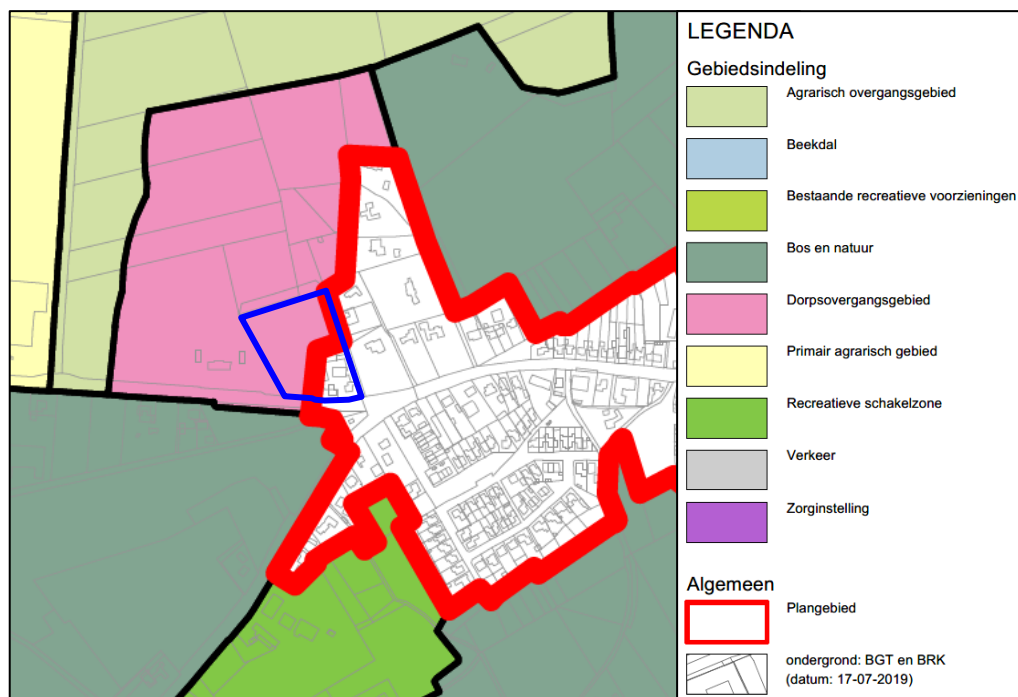 LEGENDA
Gebiedsindeling
Agrarisch overgangsgebied
Beekdal
Bestaande recreatieve voorzieningen
Bos en natuur
Dorpsovergangsgebied
Primair agrarisch gebied
Recreatieve schakelzone
Verkeer
Zorginstelling
Algemeen
Plangebied
ondergrond: BGT en BRK
(datum: 17-07-2019)